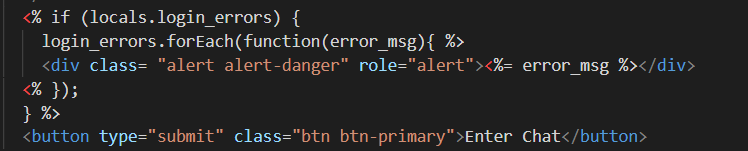 <% if (locals.login_errors) {
login_errors.forEach(function(error_msg){ %>
<div class= "alert alert-danger" role="alert"><%= error_msg %></div>
<% });
} %>
<button type="submit" class="btn btn-primary">Enter Chat</button>